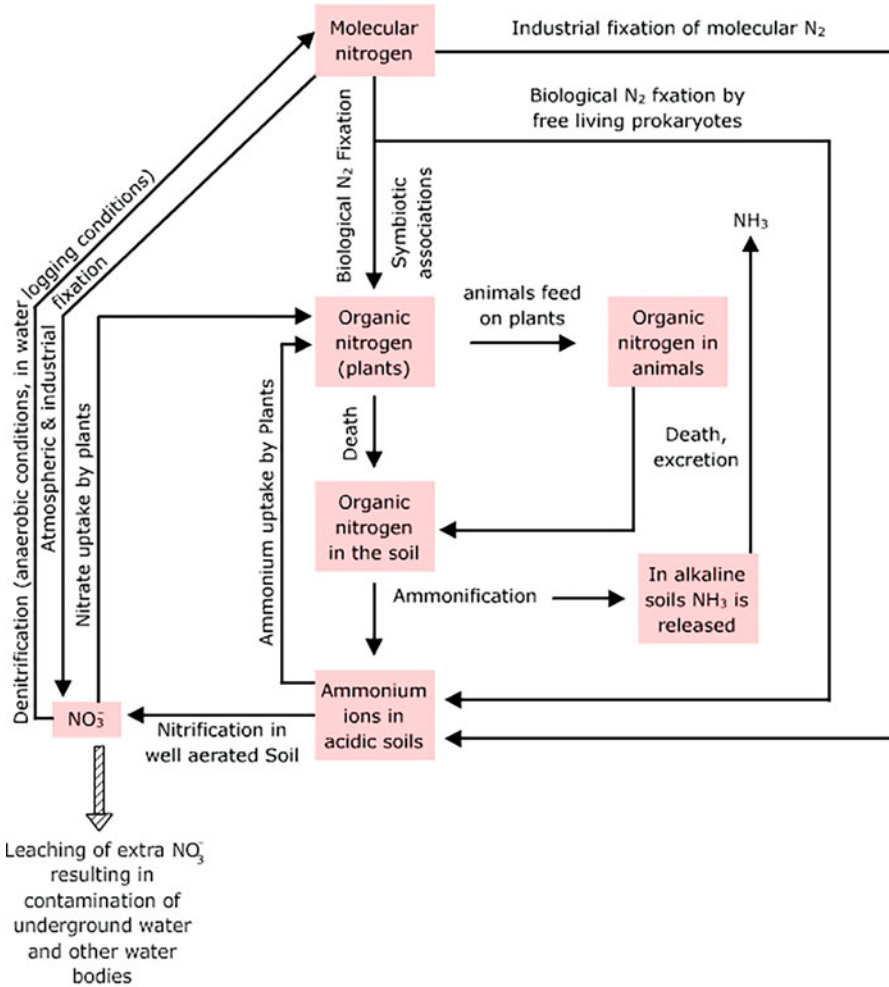 Molecular
nitrogen
Industrial fixation of molecular N₂
Biological N₂ fxation by
free living prokaryotes
Biological N₂ Fixation
Symbiotic
associations
NH₃
Denitrification (anaerobic conditions, in water
logging conditions)
Atmospheric & industrial
fixation
Nitrate uptake by plants
Ammonium uptake by Plants
Organic
nitrogen
(plants)
animals feed
on plants
Organic
nitrogen in
animals
Death
Death,
excretion
Organic
nitrogen
in the soil
Ammonification
In alkaline
soils NH₃ is
released
Ammonium
ions in
acidic soils
NO₃⁻
Nitrification in
well aerated Soil
Leaching of extra NO₃⁻
resulting in
contamination of
underground water
and other water
bodies